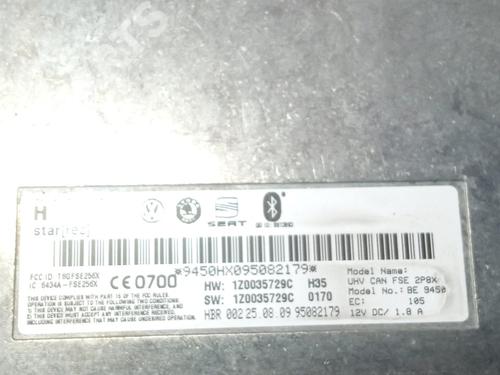 H
SEAT
star|rec|
FCC ID: T8GFSE256X
IC: 6434A-FSE256X
CE0700
THIS DEVICE COMPLIES WITH PART 15 OF THE FCC RULES.
OPERATION IS SUBJECT TO THE FOLLOWING TWO CONDITIONS:
(1) THIS DEVICE MAY NOT CAUSE HARMFUL INTERFERENCE, AND
(2) THIS DEVICE MUST ACCEPT ANY INTERFERENCE RECEIVED
INCLUDING INTERFERENCE THAT MAY CAUSE UNDESIRED OPERATION.
*9450HX095082179*
HW: 1Z0035729C H35
SW: 1Z0035729C 0170
HBR 002 25.08.09 95082179
Model Name:
UHV CAN FSE 2P8X
Model No.: BE 9450
EC: 105
12V DC/ 1.8 A